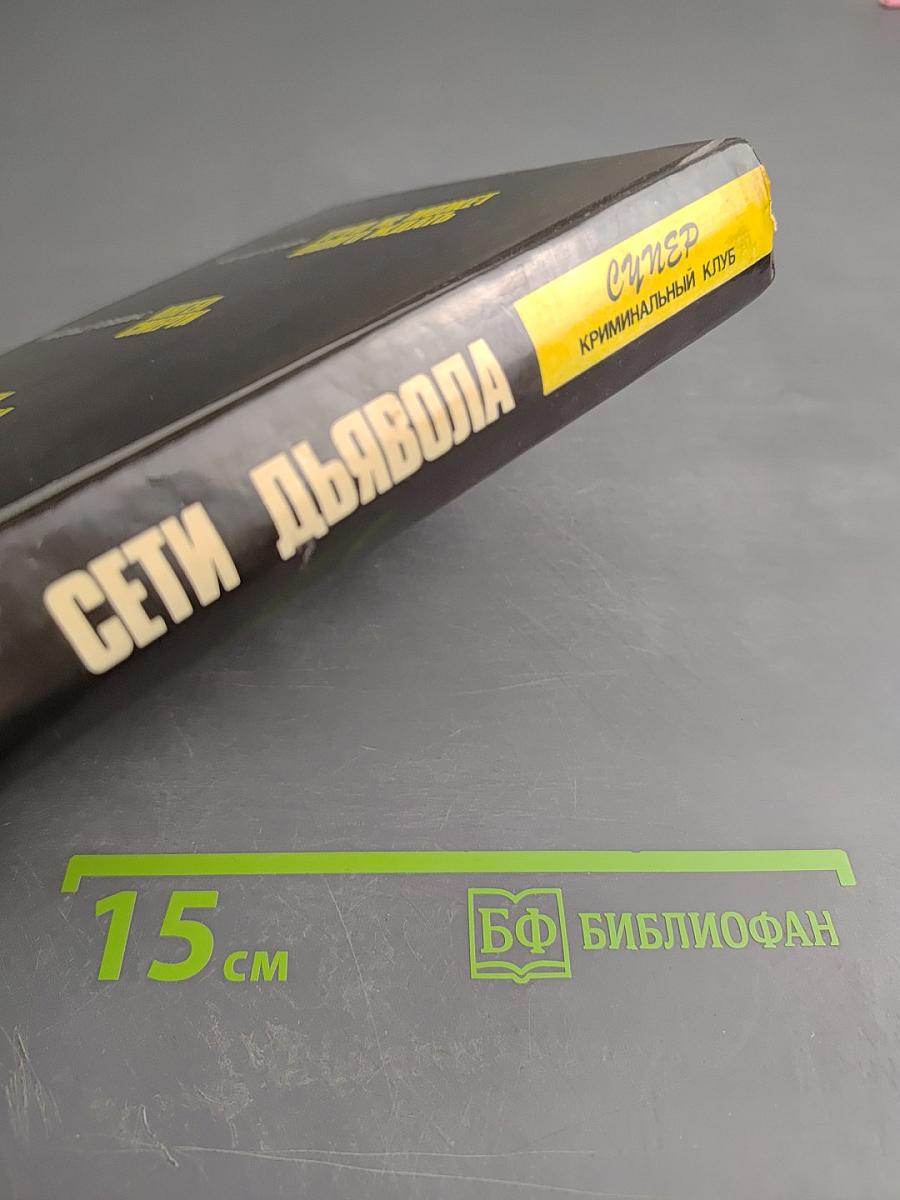 СУПЕР
КРИМИНАЛЬНЫЙ КЛУБ
СЕТИ ДЬЯВОЛА
15 см
БФ БИБЛИОФАН